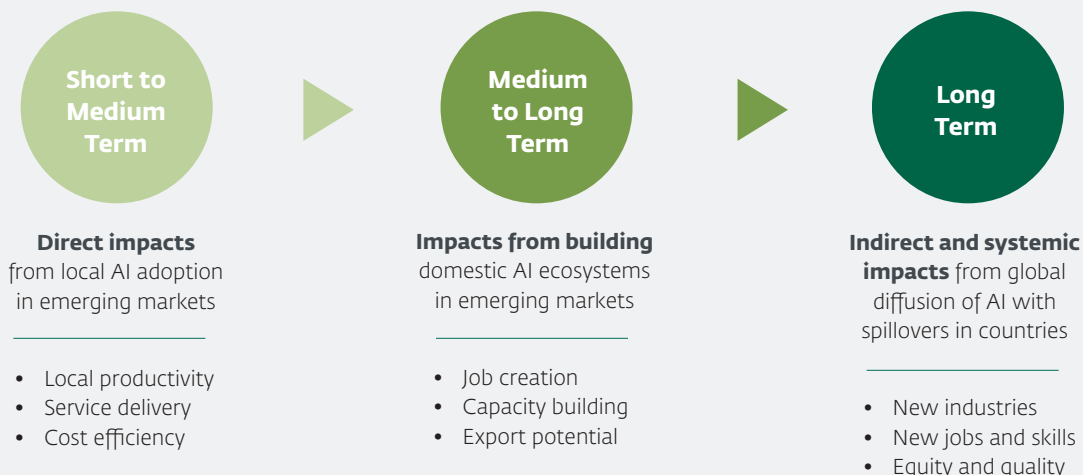 Short to
Medium
Term
Direct impacts
from local AI adoption
in emerging markets
• Local productivity
• Service delivery
• Cost efficiency
Medium
to Long
Term
Impacts from building
domestic AI ecosystems
in emerging markets
• Job creation
• Capacity building
• Export potential
Long
Term
Indirect and systemic
impacts from global
diffusion of AI with
spillovers in countries
• New industries
• New jobs and skills
• Equity and quality